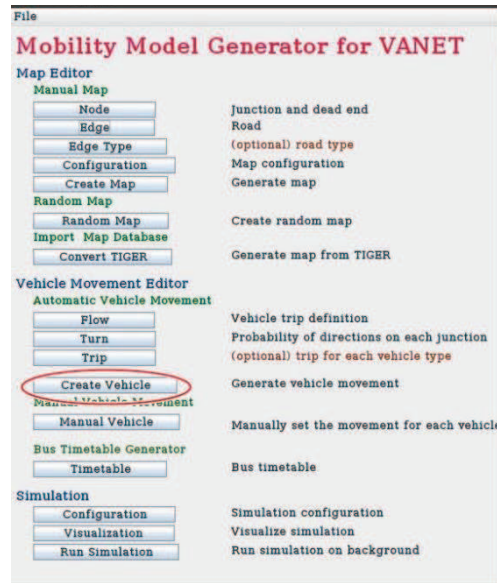 File
Mobility Model Generator for VANET
Map Editor
Manual Map
Node Junction and dead end
Edge Road
Edge Type (optional) road type
Configuration Map configuration
Create Map Generate map
Random Map
Random Map Create random map
Import Map Database
Convert TIGER Generate map from TIGER
Vehicle Movement Editor
Automatic Vehicle Movement
Flow Vehicle trip definition
Turn Probability of directions on each junction
Trip (optional) trip for each vehicle type
Create Vehicle Generate vehicle movement
Manual Vehicle Movement
Manual Vehicle Manually set the movement for each vehicle
Bus Timetable Generator
Timetable Bus timetable
Simulation
Configuration Simulation configuration
Visualization Visualize simulation
Run Simulation Run simulation on background